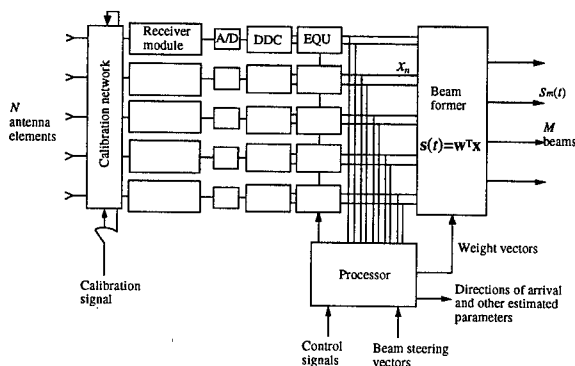 Receiver
module
A/D
DDC
EQU
N
antenna
elements
Calibration network
Xn
Beam
former
S(t)=WᵀX
Sm(t)
M
beams
Weight vectors
Processor
Calibration
signal
Directions of arrival
and other estimated
parameters
Control
signals
Beam steering
vectors